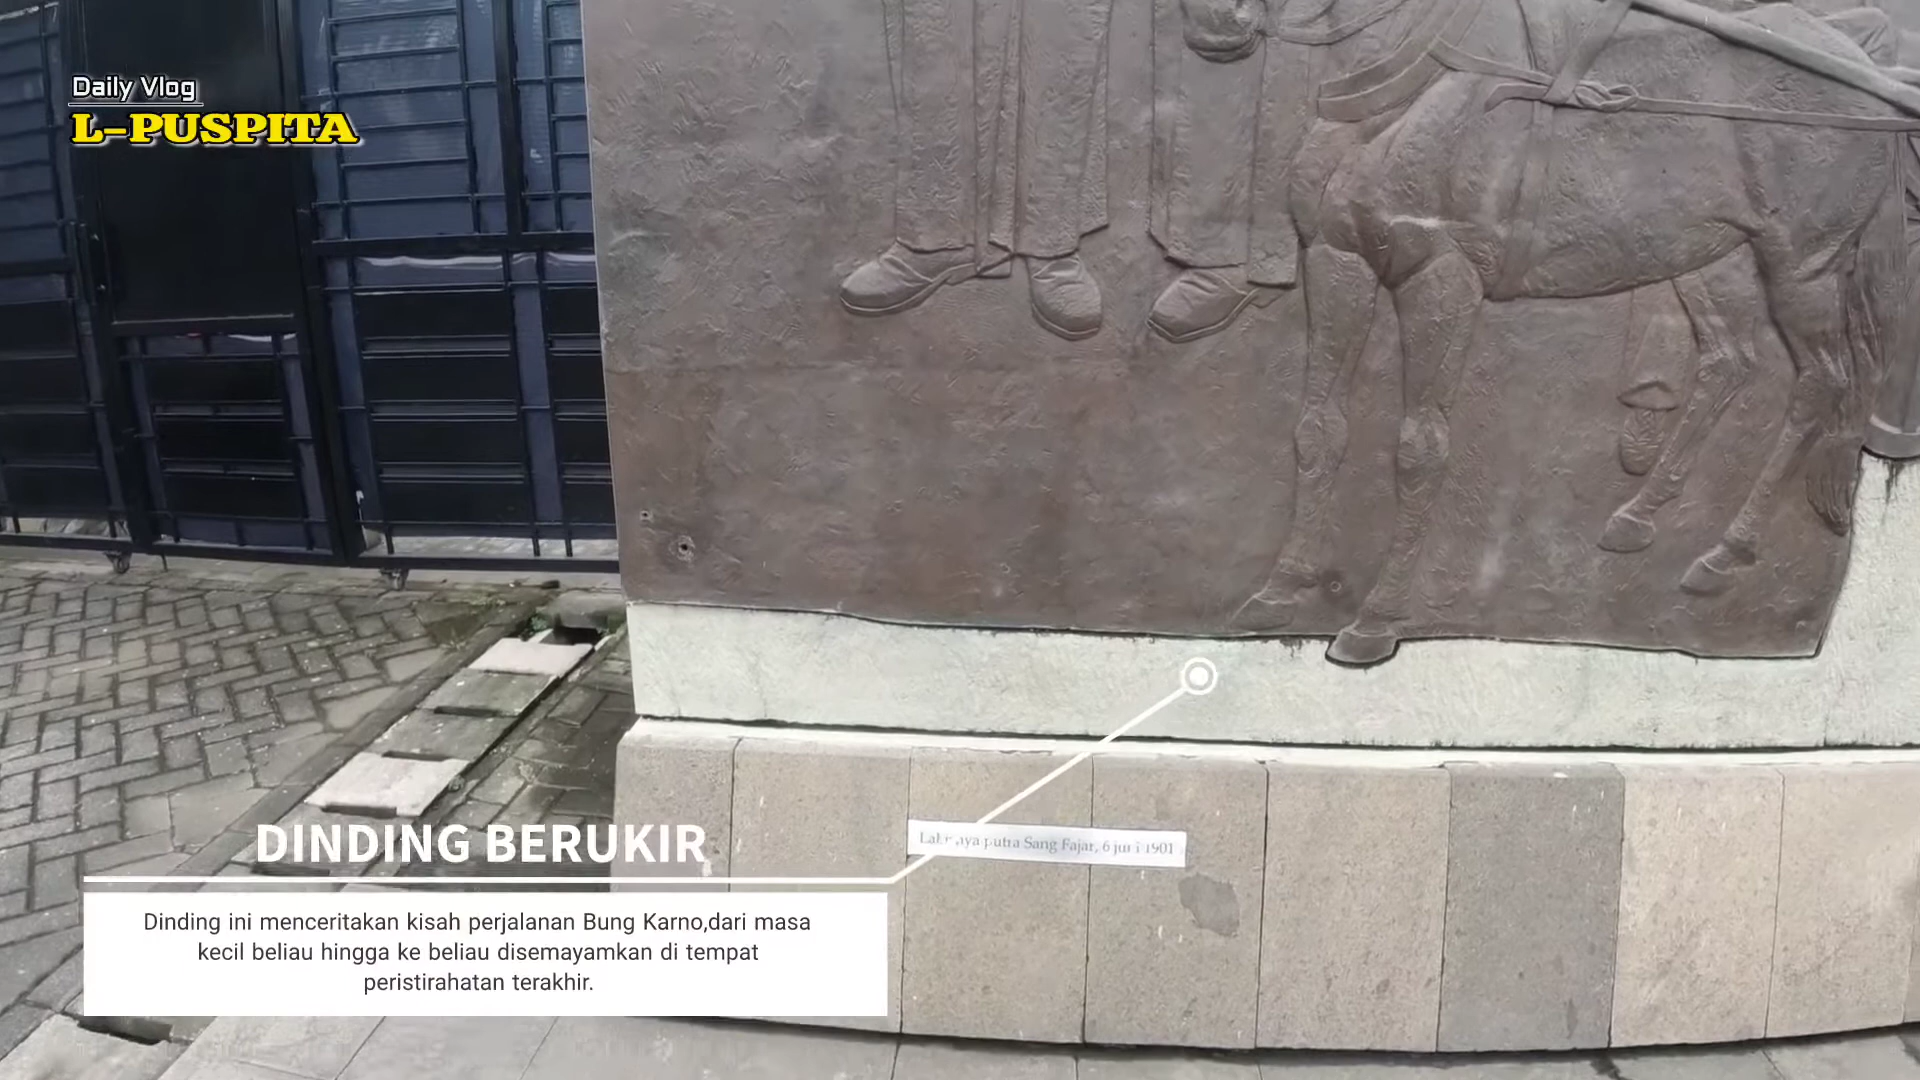 Daily Vlog
L-PUSPITA
DINDING BERUKIR
Dinding ini menceritakan kisah perjalanan Bung Karno,dari masa
kecil beliau hingga ke beliau disemayamkan di tempat
peristirahatan terakhir.
putra Sang Fajar, 6 1901